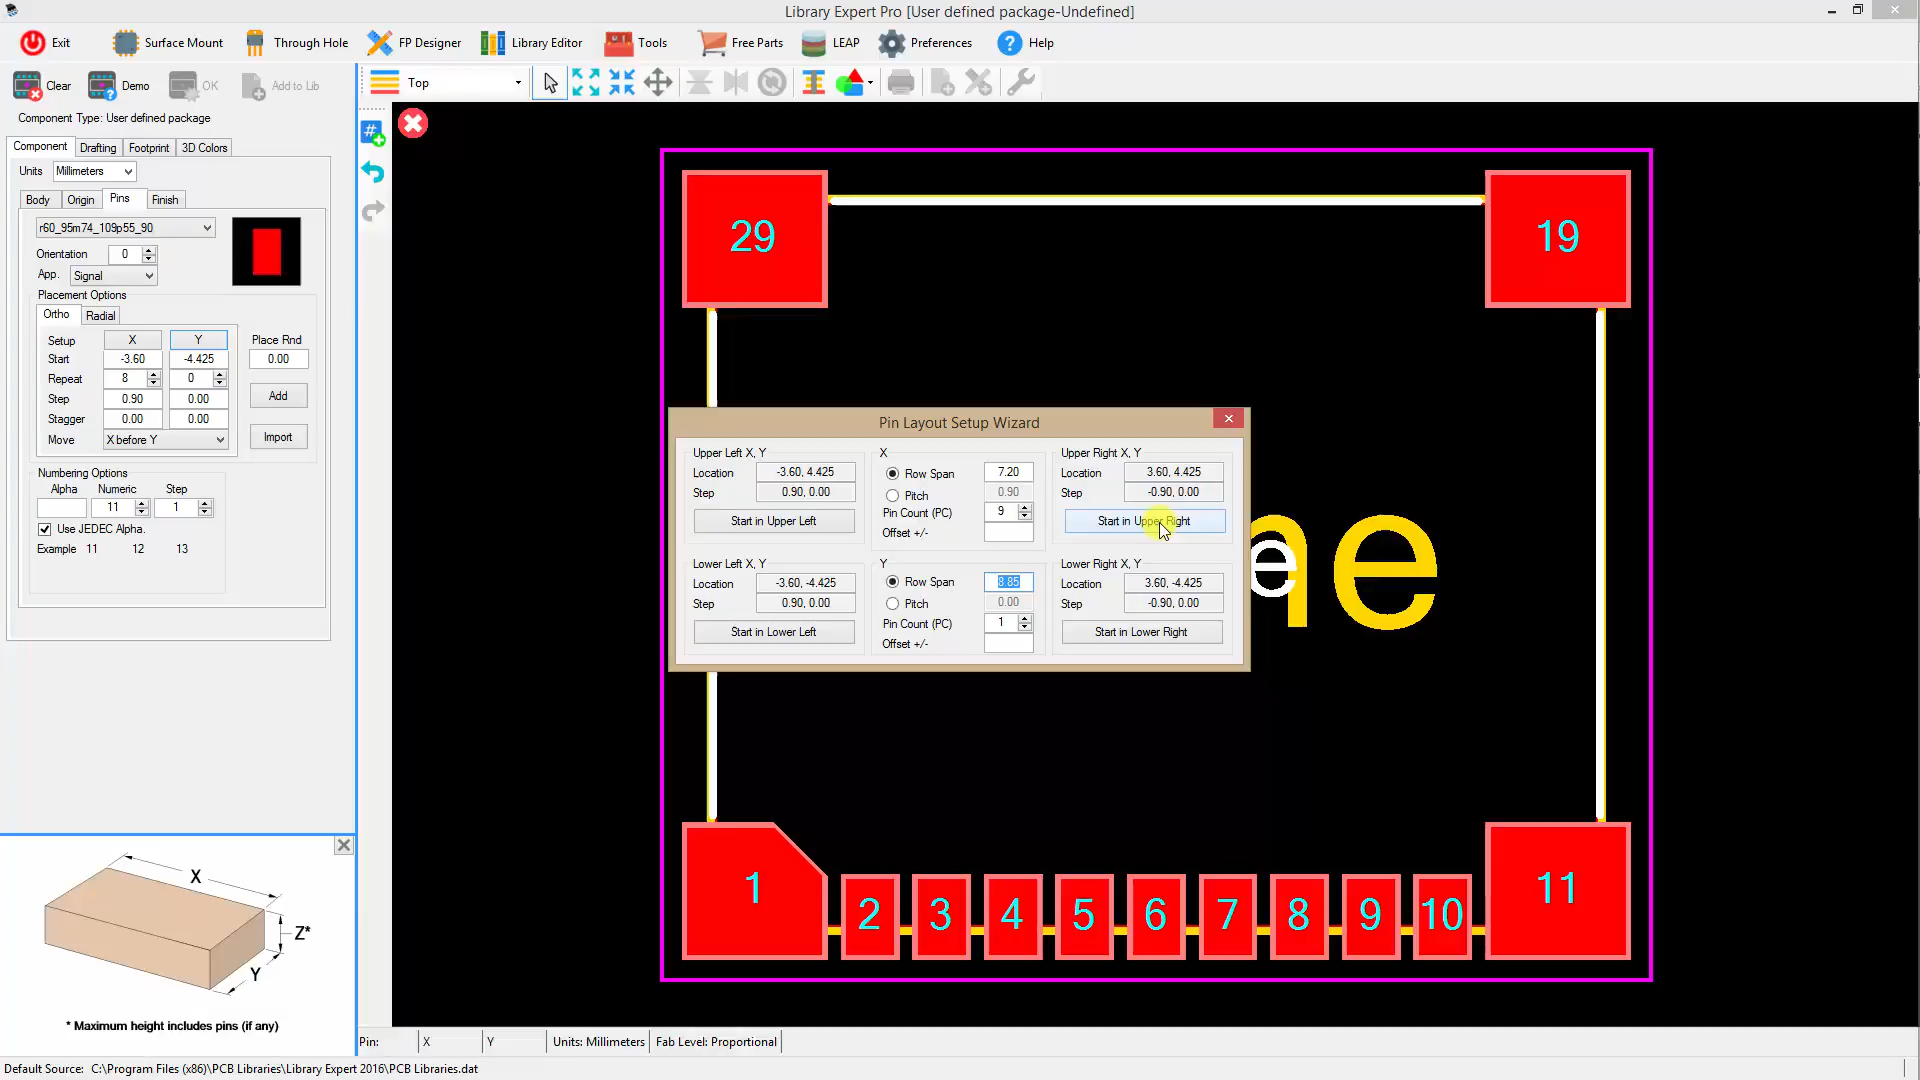 Library Expert Pro [User defined package-Undefined]
Exit Surface Mount Through Hole FP Designer Library Editor Tools Free Parts LEAP Preferences Help
Clear Demo OK Add to Lib
Top
Component Type: User defined package
Component Drafting Footprint 3D Colors
Units Millimeters
Body Origin Pins Finish
r60_95m74_109p55_90
Orientation 0
App. Signal
Placement Options
Ortho Radial
Setup X Y Place Rnd
Start -3.60 -4.425 0.00
Repeat 8 0
Step 0.90 0.00 Add
Stagger 0.00 0.00
Move X before Y Import
Numbering Options
Alpha Numeric Step
11 1
Use JEDEC Alpha.
Example 11 12 13
X
Z*
Y
* Maximum height includes pins (if any)
29 19
Pin Layout Setup Wizard
Upper Left X, Y
Location -3.60, 4.425
Step 0.90, 0.00
Start in Upper Left
X
Row Span 7.20
Pitch 0.90
Pin Count (PC) 9
Offset +/-
Upper Right X, Y
Location 3.60, 4.425
Step -0.90, 0.00
Start in Upper Right
Lower Left X, Y
Location -3.60, -4.425
Step 0.90, 0.00
Start in Lower Left
Y
Row Span 8.85
Pitch 0.00
Pin Count (PC) 1
Offset +/-
Lower Right X, Y
Location 3.60, -4.425
Step -0.90, 0.00
Start in Lower Right
e
e
1 2 3 4 5 6 7 8 9 10 11
Pin: X Y Units: Millimeters Fab Level: Proportional
Default Source: C:\Program Files (x86)\PCB Libraries\Library Expert 2016\PCB Libraries.dat